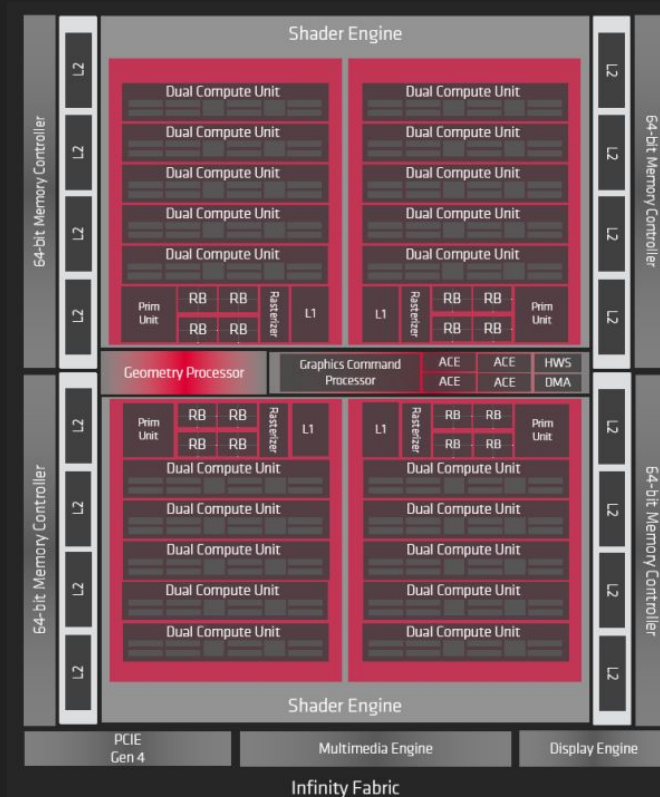 Shader Engine
64-bit Memory Controller
L2
L2
L2
L2
Dual Compute Unit
Dual Compute Unit
Dual Compute Unit
Dual Compute Unit
Dual Compute Unit
Prim
Unit
RB RB
RB RB
Rasterizer
L1
Dual Compute Unit
Dual Compute Unit
Dual Compute Unit
Dual Compute Unit
Dual Compute Unit
L1
Rasterizer
RB RB
RB RB
Prim
Unit
L2
L2
L2
L2
64-bit Memory Controller
Geometry Processor
Graphics Command
Processor
ACE ACE HWS
ACE ACE DMA
64-bit Memory Controller
L2
L2
L2
L2
Prim
Unit
RB RB
RB RB
Rasterizer
L1
Dual Compute Unit
Dual Compute Unit
Dual Compute Unit
Dual Compute Unit
Dual Compute Unit
L1
Rasterizer
RB RB
RB RB
Prim
Unit
Dual Compute Unit
Dual Compute Unit
Dual Compute Unit
Dual Compute Unit
Dual Compute Unit
L2
L2
L2
L2
64-bit Memory Controller
Shader Engine
PCIE
Gen 4
Multimedia Engine
Display Engine
Infinity Fabric